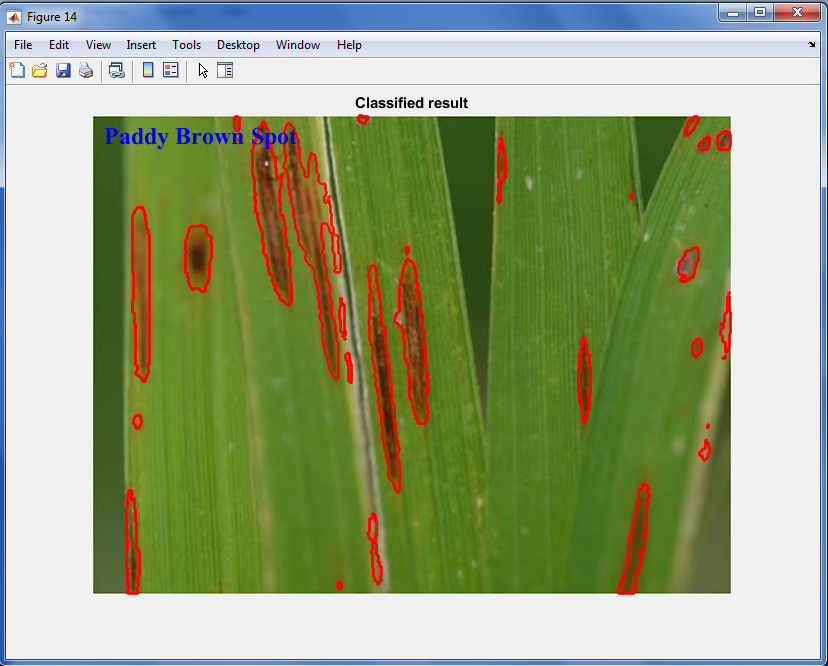 Figure 14
File Edit View Insert Tools Desktop Window Help
Classified result
Paddy Brown Spot